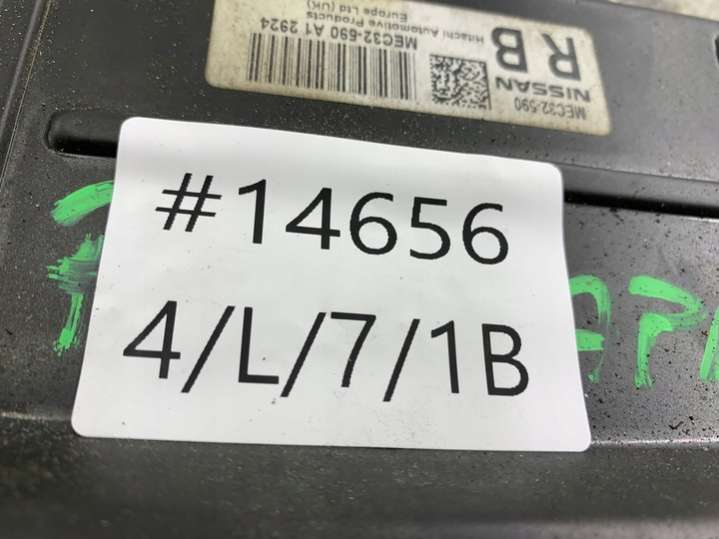 MEC32-590
NISSAN
R B
MEC32-590 A1 2924
Hitachi Automotive Products
Europe Ltd (UK)
#14656
4/L/7/1B